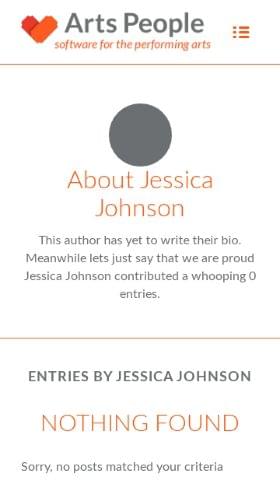 Arts People
software for the performing arts
About Jessica
Johnson
This author has yet to write their bio.
Meanwhile lets just say that we are proud
Jessica Johnson contributed a whooping 0
entries.
ENTRIES BY JESSICA JOHNSON
NOTHING FOUND
Sorry, no posts matched your criteria